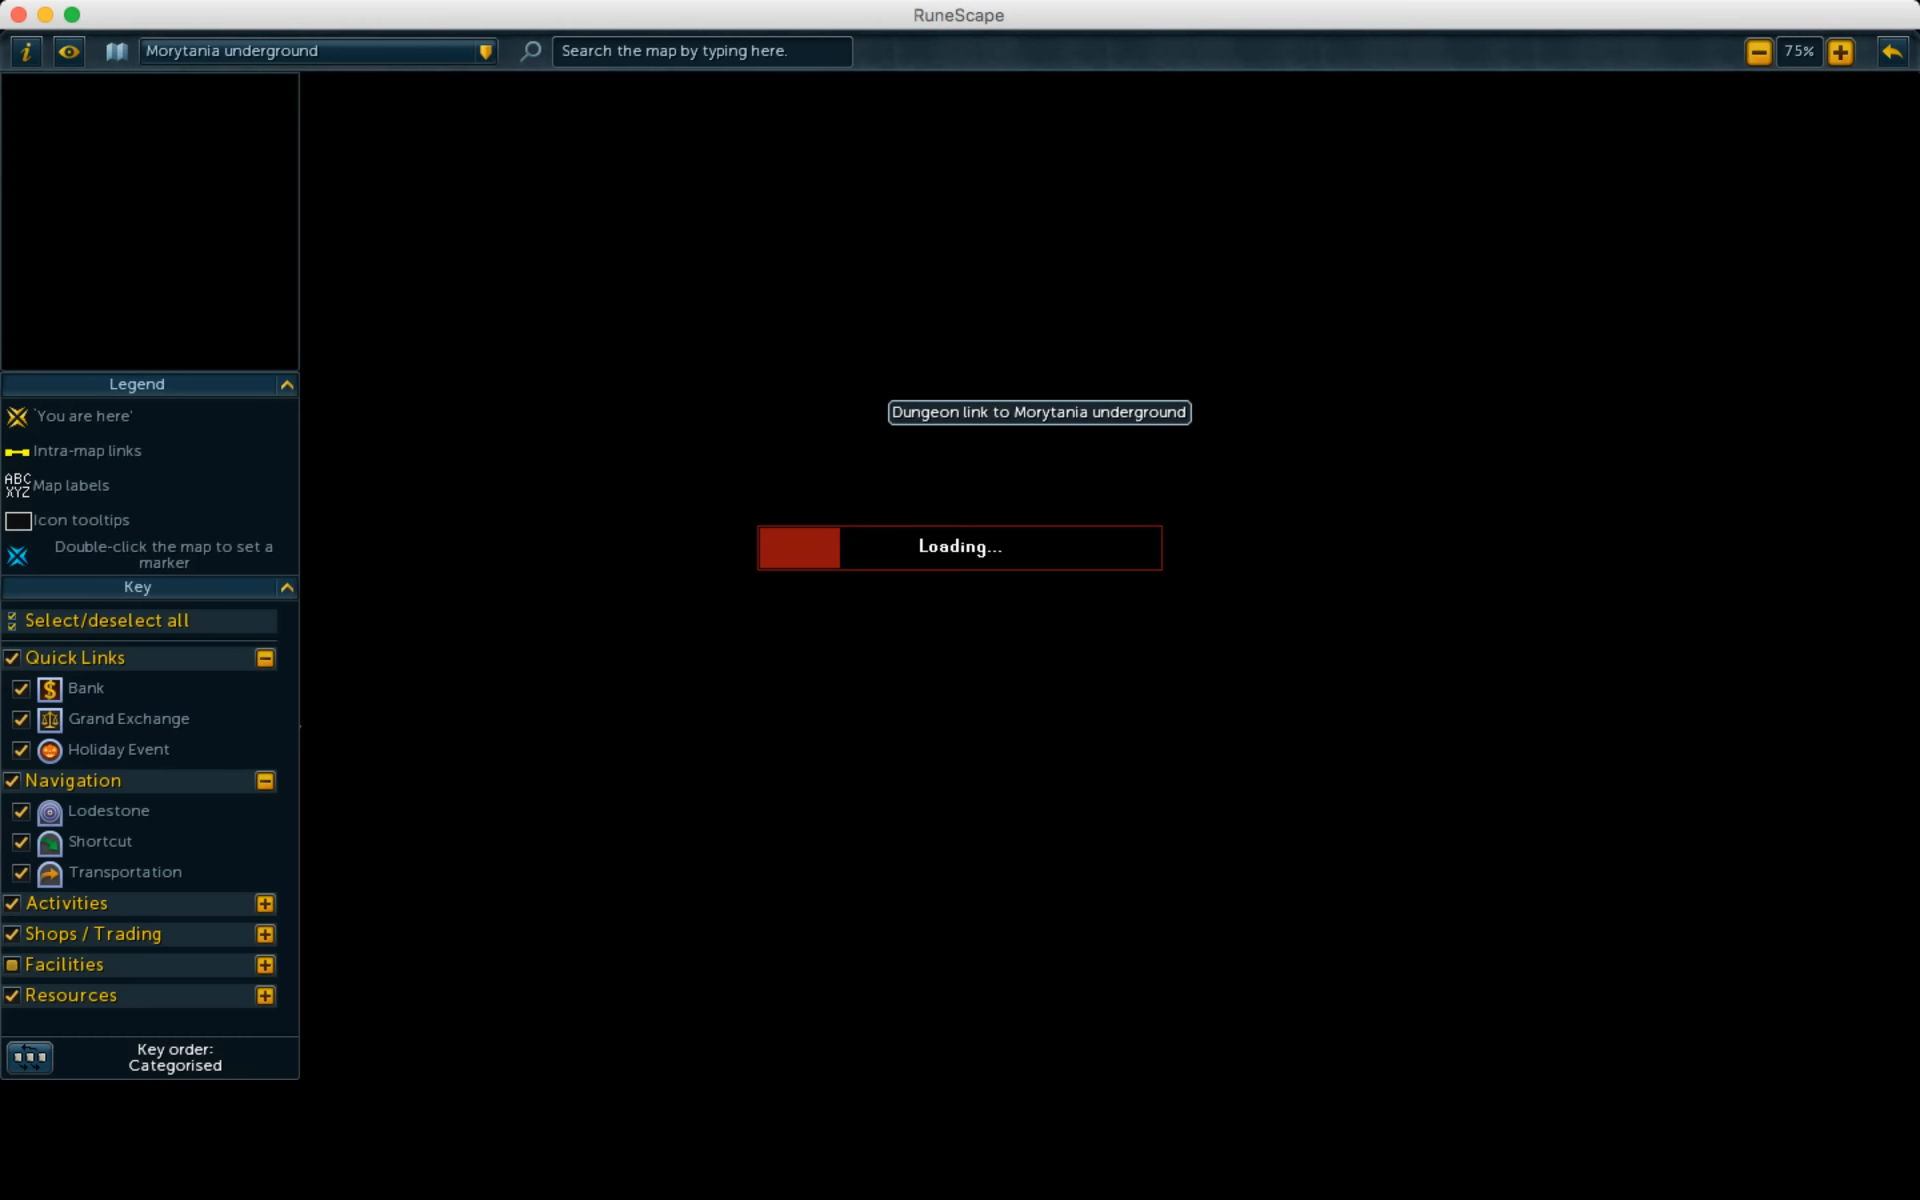 RuneScape
i
Morytania underground
Search the map by typing here.
75%
Legend
'You are here'
Intra-map links
ABC
XYZ
Map labels
Icon tooltips
Double-click the map to set a
marker
Key
Select/deselect all
Quick Links
$
Bank
Grand Exchange
Holiday Event
Navigation
Lodestone
Shortcut
Transportation
Activities
Shops / Trading
Facilities
Resources
Key order:
Categorised
Dungeon link to Morytania underground
Loading...